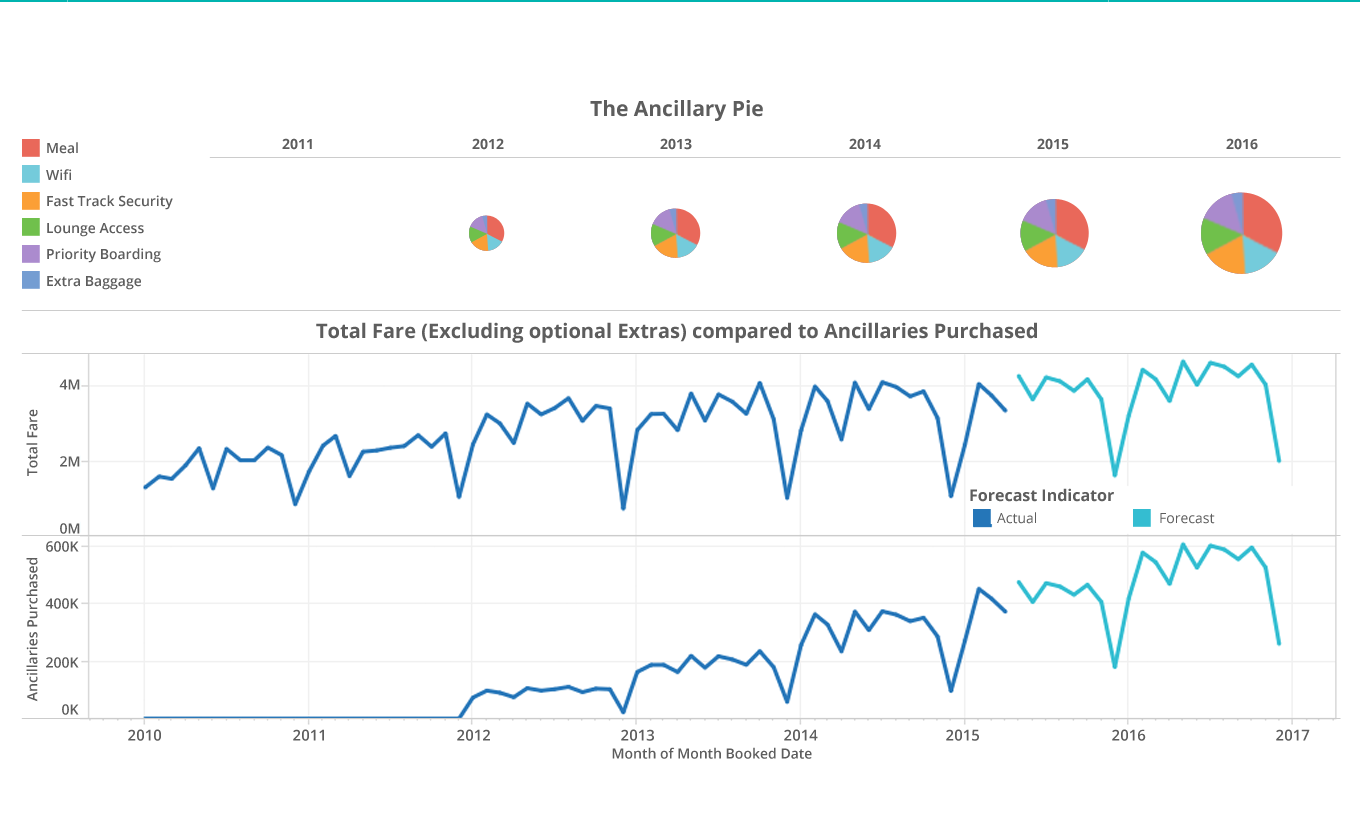 The Ancillary Pie
Meal
Wifi
Fast Track Security
Lounge Access
Priority Boarding
Extra Baggage
2011 2012 2013 2014 2015 2016
Total Fare (Excluding optional Extras) compared to Ancillaries Purchased
Total Fare
4M
2M
0M
Forecast Indicator
Actual Forecast
Ancillaries Purchased
600K
400K
200K
0K
2010 2011 2012 2013 2014 2015 2016 2017
Month of Month Booked Date